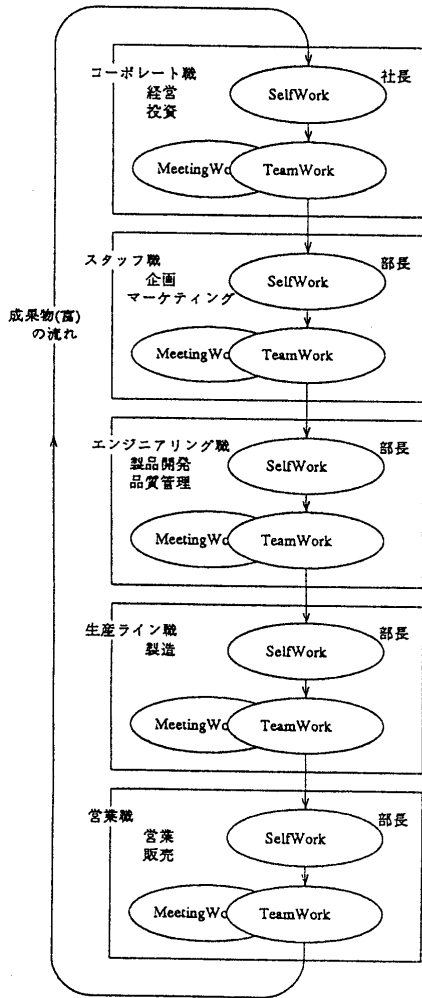 コーポレート職
経営
投資
社長
SelfWork
MeetingWo
TeamWork
スタッフ職
企画
マーケティング
部長
SelfWork
MeetingWo
TeamWork
成果物(富)
の流れ
エンジニアリング職
製品開発
品質管理
部長
SelfWork
MeetingWo
TeamWork
生産ライン職
製造
部長
SelfWork
MeetingWo
TeamWork
営業職
営業
販売
部長
SelfWork
MeetingWo
TeamWork